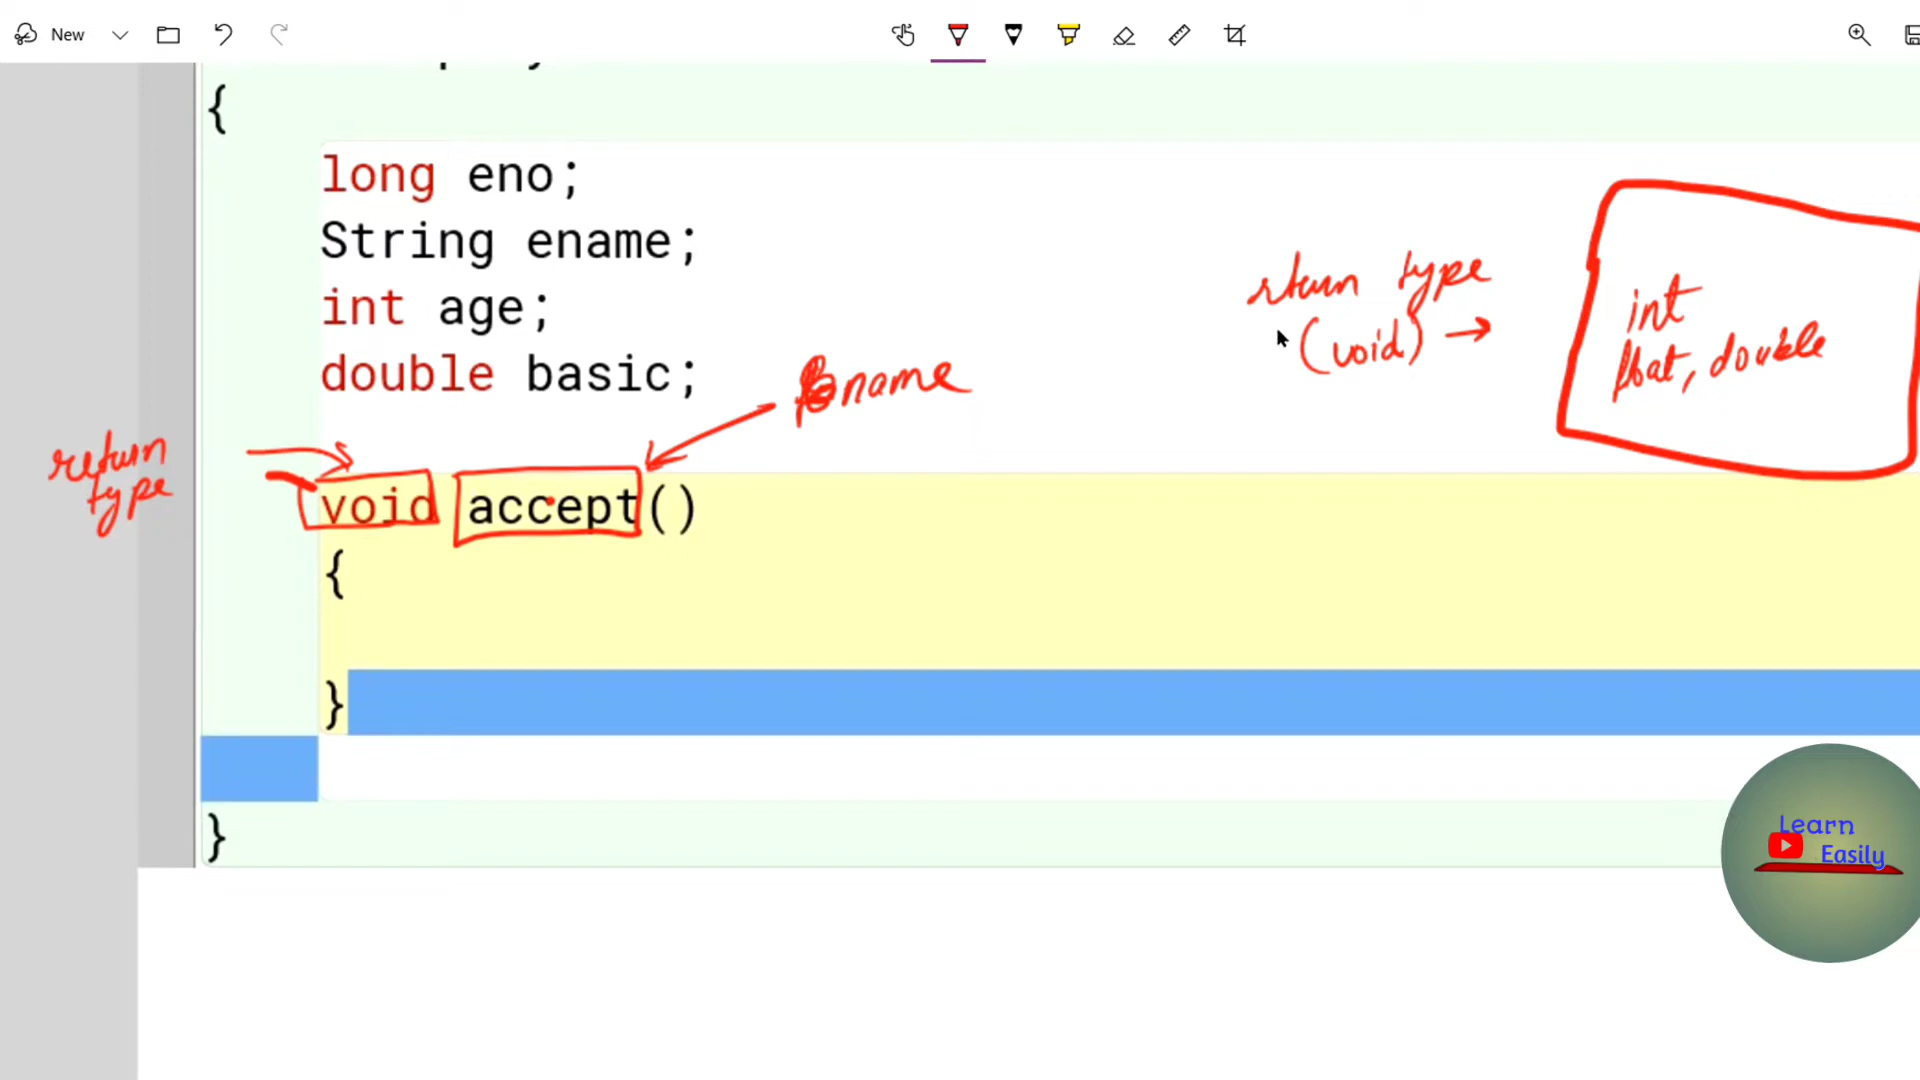 New
{
long eno;
String ename;
int age;
double basic;
name
return type
(void) →
int
float, double
return
type
void accept()
{
}
}
Learn
Easily